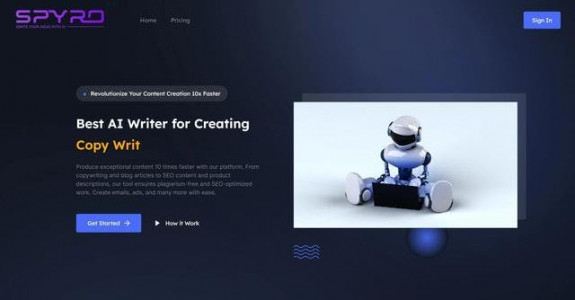 SPYRO
Home
Pricing
Sign In
Revolutionize Your Content Creation 10x Faster
Best AI Writer for Creating
Copy Writ
Produce exceptional content 10 times faster with our platform. From
copywriting and blog articles to SEO content and product
descriptions, our tool ensures plagiarism-free and SEO-optimized
work. Create emails, ads, and many more with ease.
Get Started
How it Work